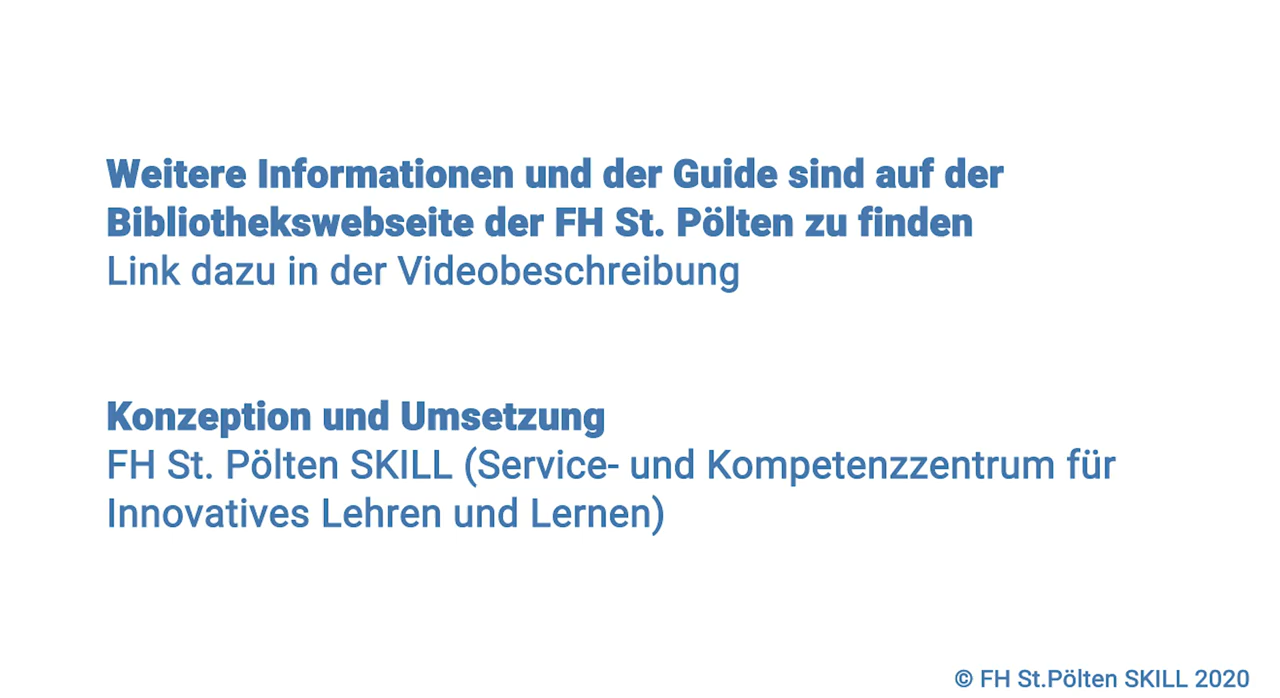 Weitere Informationen und der Guide sind auf der
Bibliothekswebseite der FH St. Pölten zu finden
Link dazu in der Videobeschreibung
Konzeption und Umsetzung
FH St. Pölten SKILL (Service- und Kompetenzzentrum für
Innovatives Lehren und Lernen)
© FH St.Pölten SKILL 2020